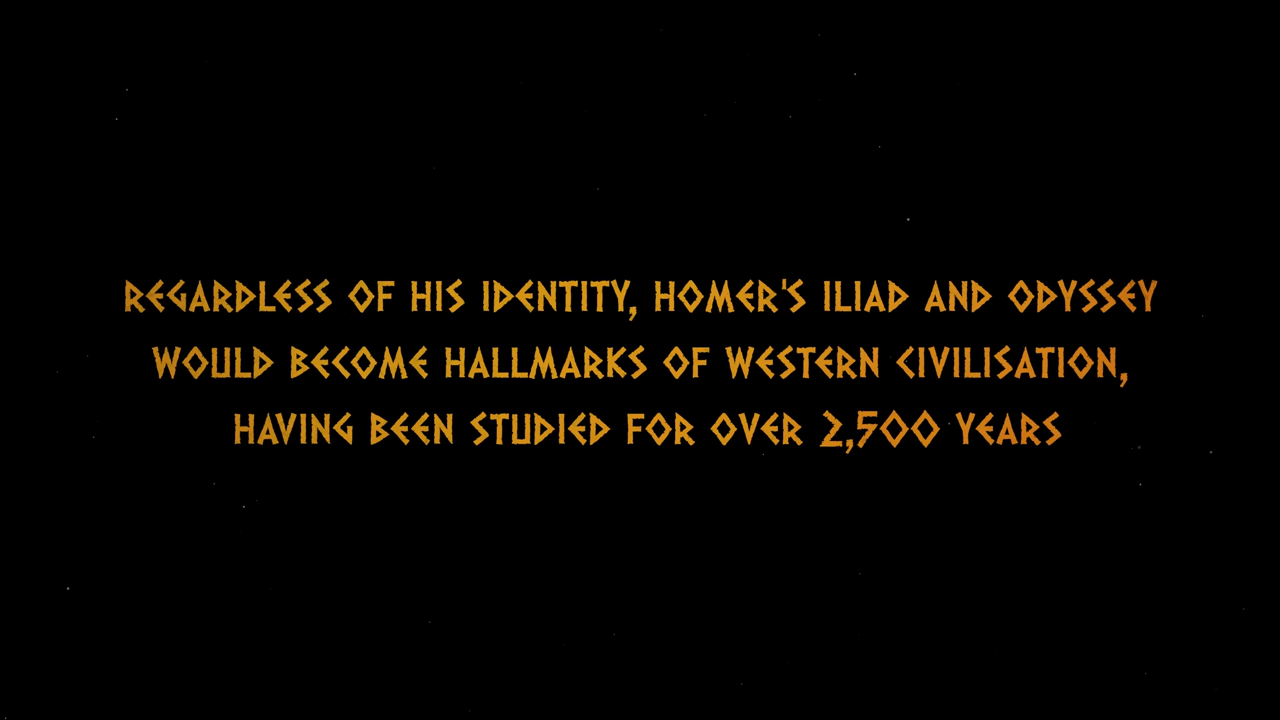 REGARDLESS OF HIS IDENTITY, HOMER'S ILIAD AND ODYSSEY
WOULD BECOME HALLMARKS OF WESTERN CIVILISATION,
HAVING BEEN STUDIED FOR OVER 2,500 YEARS